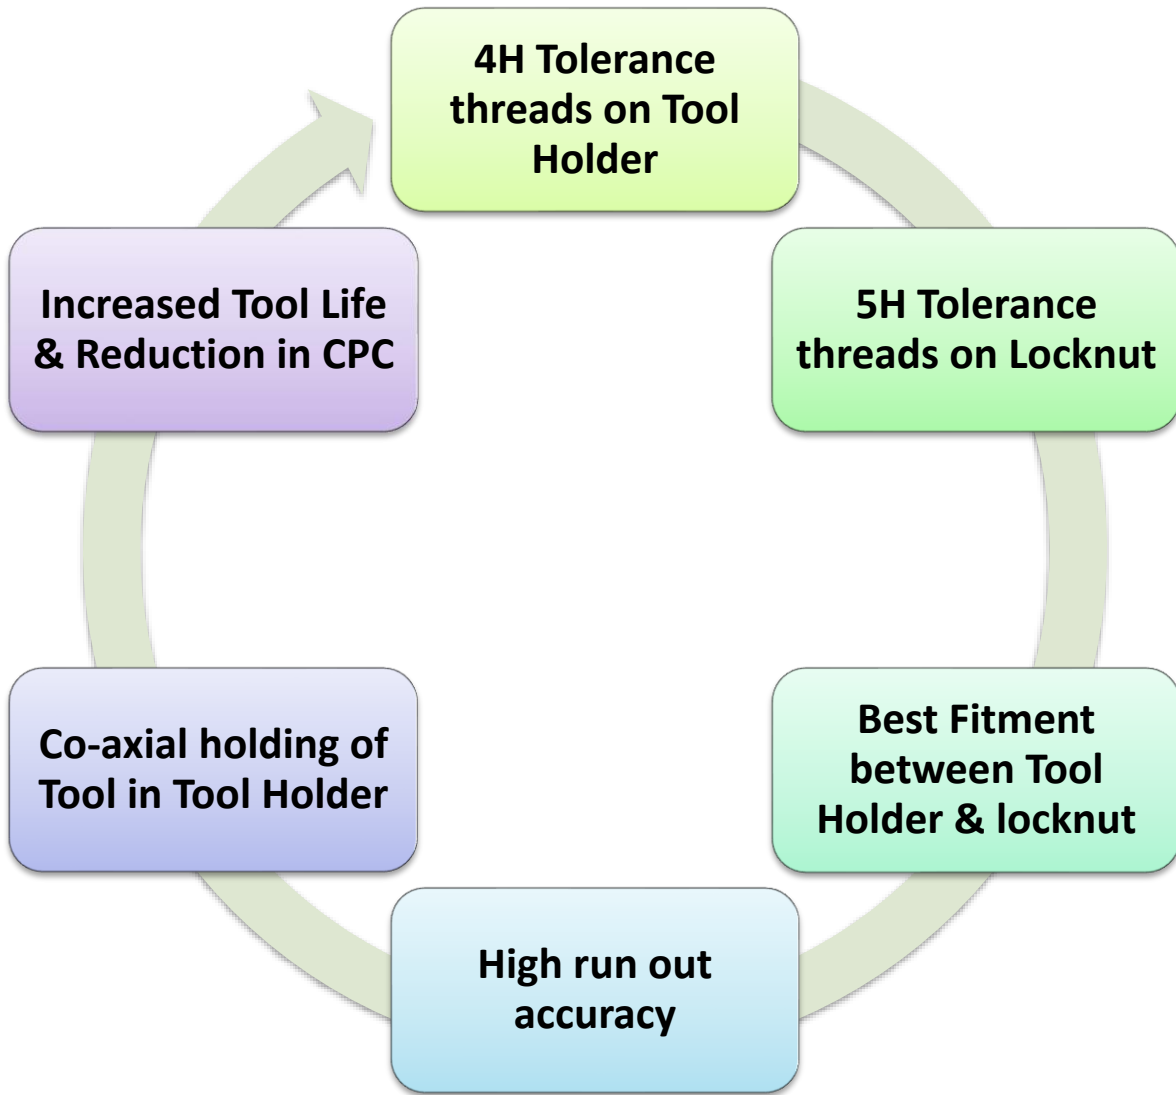 4H Tolerance
threads on Tool
Holder
5H Tolerance
threads on Locknut
Best Fitment
between Tool
Holder & locknut
High run out
accuracy
Co-axial holding of
Tool in Tool Holder
Increased Tool Life
& Reduction in CPC